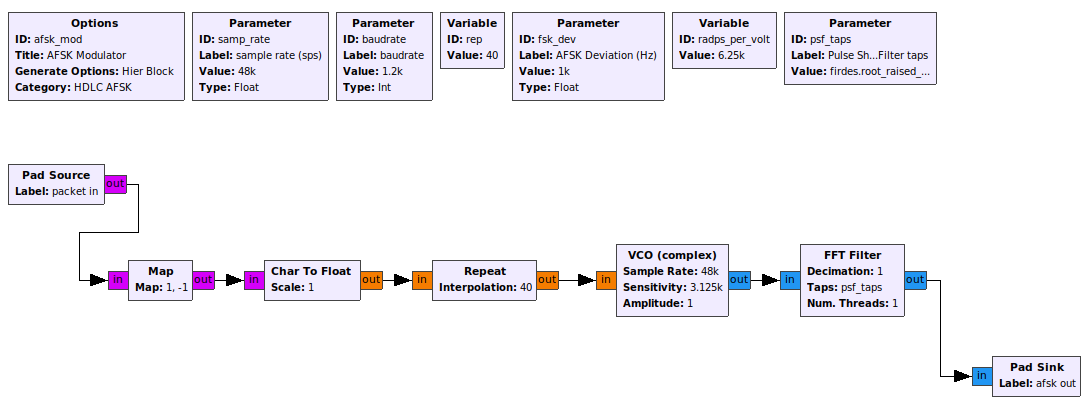 Options
ID: afsk_mod
Title: AFSK Modulator
Generate Options: Hier Block
Category: HDLC AFSK
Parameter
ID: samp_rate
Label: sample rate (sps)
Value: 48k
Type: Float
Parameter
ID: baudrate
Label: baudrate
Value: 1.2k
Type: Int
Variable
ID: rep
Value: 40
Parameter
ID: fsk_dev
Label: AFSK Deviation (Hz)
Value: 1k
Type: Float
Variable
ID: radps_per_volt
Value: 6.25k
Parameter
ID: psf_taps
Label: Pulse Sh...Filter taps
Value: firdes.root_raised_...
Pad Source
Label: packet in
out
in
Map
Map: 1, -1
out
in
Char To Float
Scale: 1
out
in
Repeat
Interpolation: 40
out
in
VCO (complex)
Sample Rate: 48k
Sensitivity: 3.125k
Amplitude: 1
out
in
FFT Filter
Decimation: 1
Taps: psf_taps
Num. Threads: 1
out
in
Pad Sink
Label: afsk out